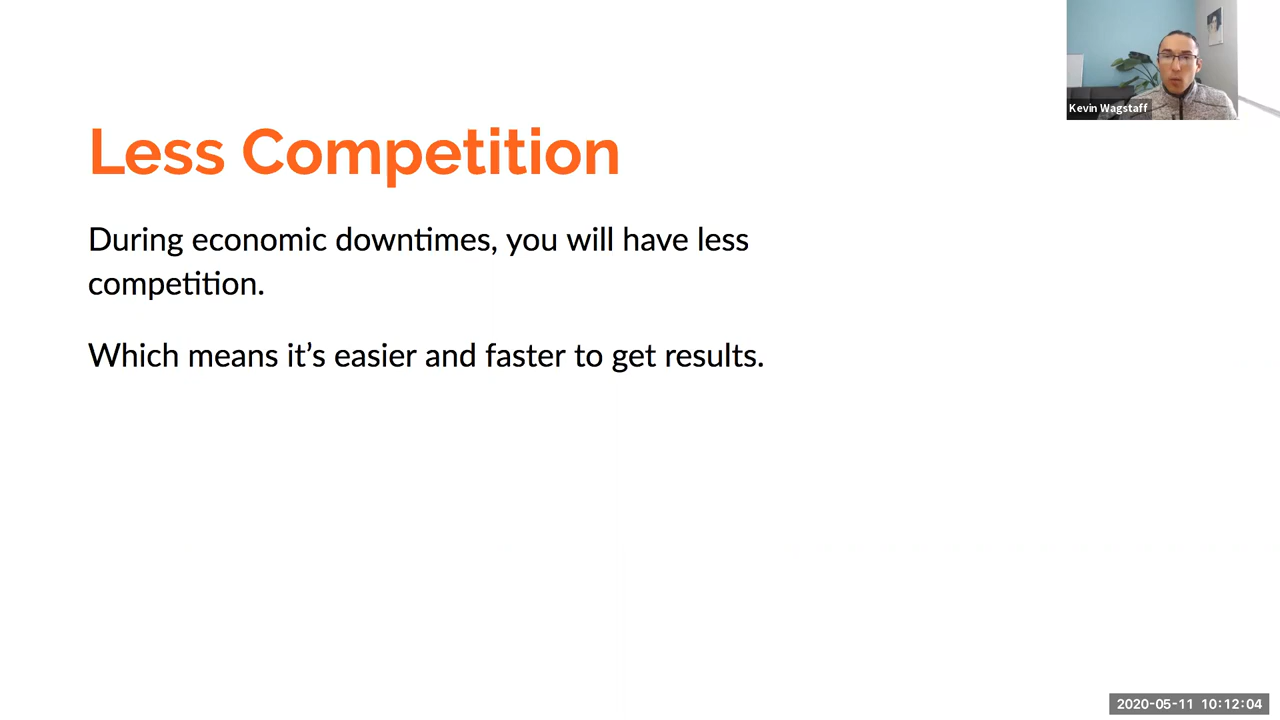 Kevin Wagstaff
Less Competition
During economic downtimes, you will have less
competition.
Which means it’s easier and faster to get results.
2020-05-11 10:12:04